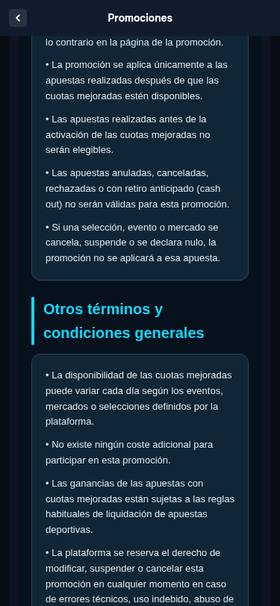 Promociones
lo contrario en la página de la promoción.
• La promoción se aplica únicamente a las
apuestas realizadas después de que las
cuotas mejoradas estén disponibles.
• Las apuestas realizadas antes de la
activación de las cuotas mejoradas no
serán elegibles.
• Las apuestas anuladas, canceladas,
rechazadas o con retiro anticipado (cash
out) no serán válidas para esta promoción.
• Si una selección, evento o mercado se
cancela, suspende o se declara nulo, la
promoción no se aplicará a esa apuesta.
Otros términos y
condiciones generales
• La disponibilidad de las cuotas mejoradas
puede variar cada día según los eventos,
mercados o selecciones definidos por la
plataforma.
• No existe ningún coste adicional para
participar en esta promoción.
• Las ganancias de las apuestas con
cuotas mejoradas están sujetas a las reglas
habituales de liquidación de apuestas
deportivas.
• La plataforma se reserva el derecho de
modificar, suspender o cancelar esta
promoción en cualquier momento en caso
de errores técnicos, uso indebido, abuso de